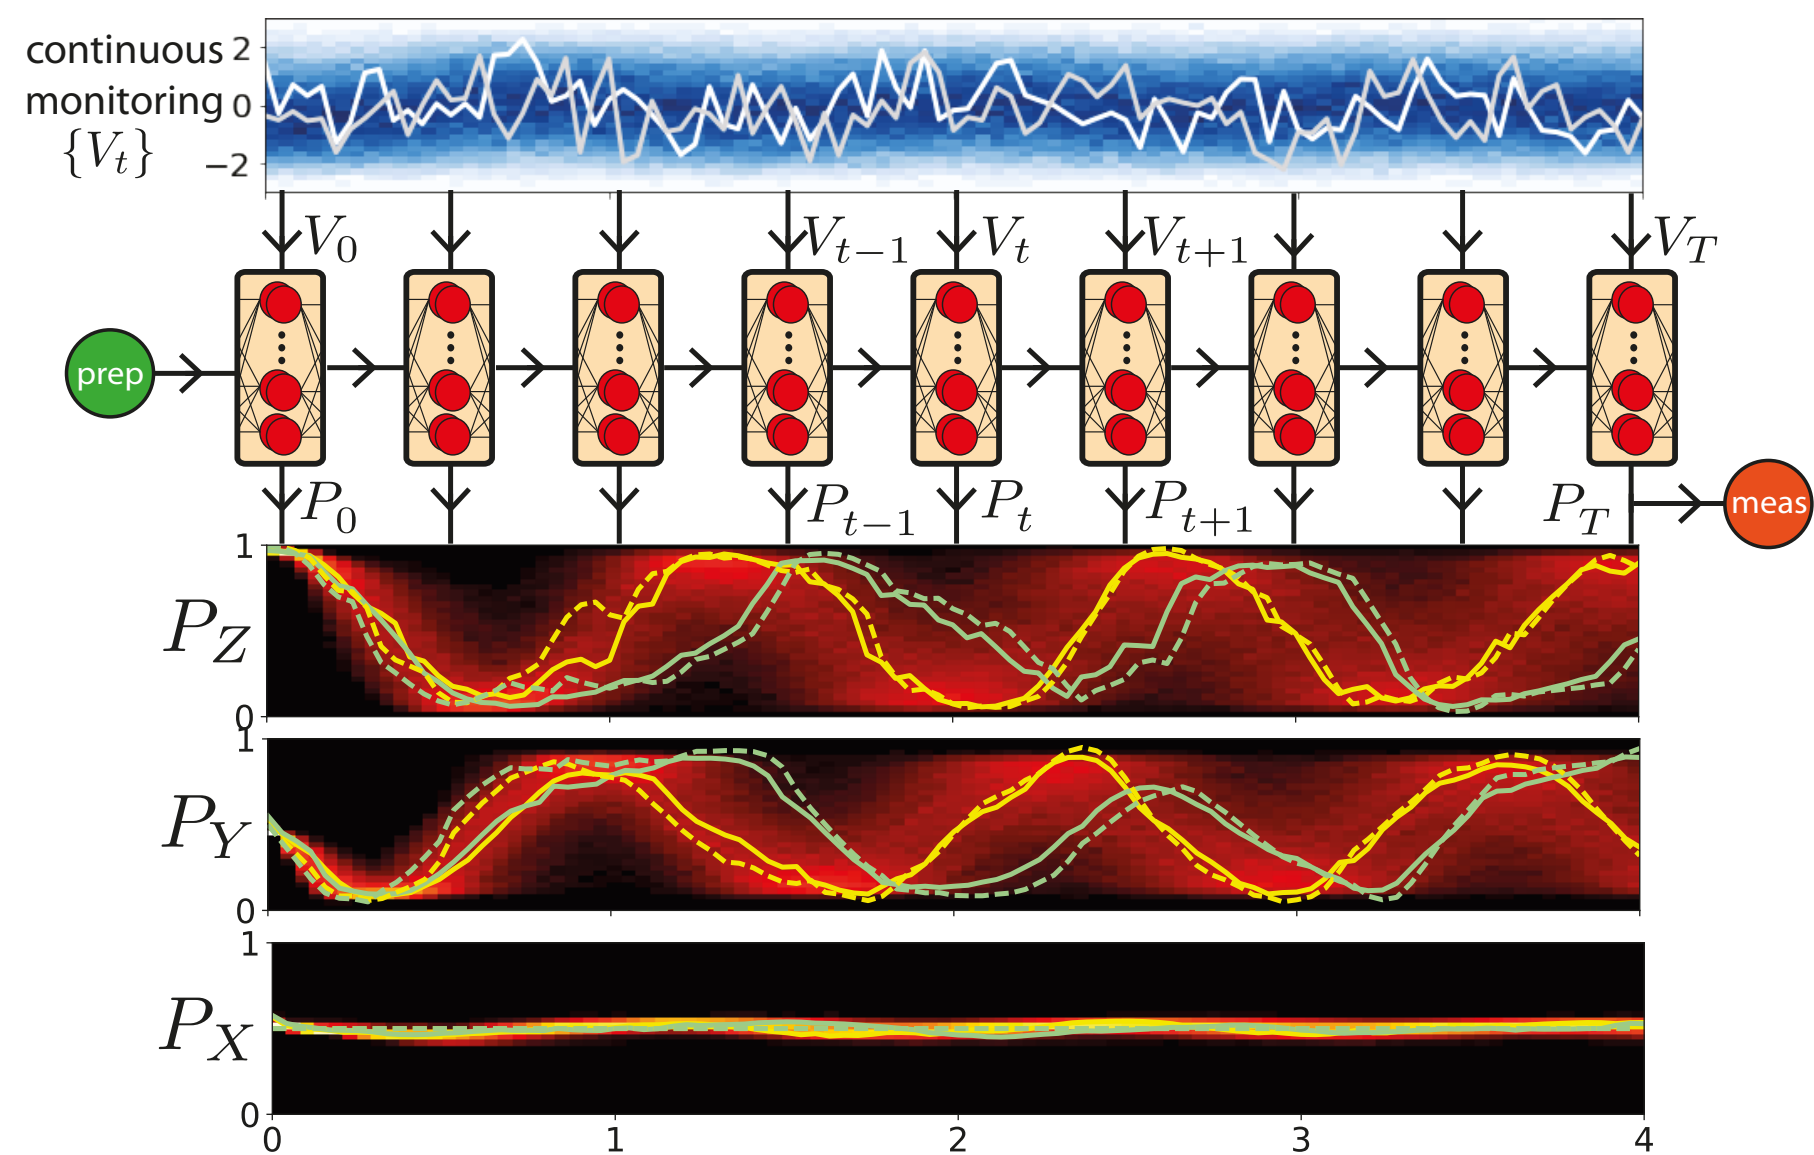 continuous
monitoring
{V_t}
2
0
−2
V_0
V_{t−1}
V_t
V_{t+1}
V_T
prep
P_0
P_{t−1}
P_t
P_{t+1}
P_T
meas
1
P_Z
0
1
P_Y
0
1
P_X
0
0 1 2 3 4